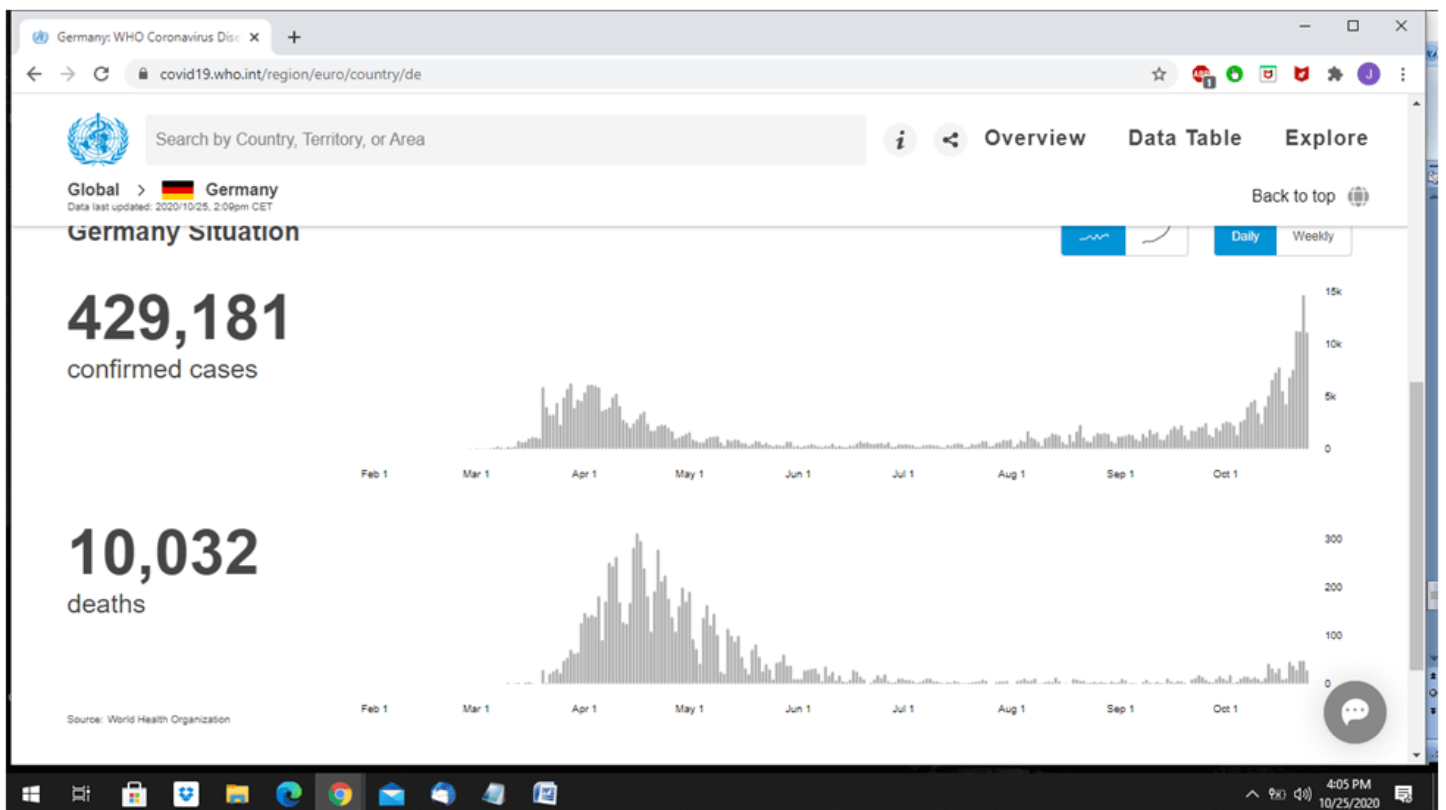 Germany: WHO Coronavirus Dise
covid19.who.int/region/euro/country/de
ABP
1
J
Search by Country, Territory, or Area
i
Overview
Data Table
Explore
Global > Germany
Back to top
Data last updated: 2020/10/25, 2:09pm CET
Germany Situation
Daily
Weekly
429,181
confirmed cases
15k
10k
5k
0
Feb 1 Mar 1 Apr 1 May 1 Jun 1 Jul 1 Aug 1 Sep 1 Oct 1
10,032
deaths
300
200
100
0
Feb 1 Mar 1 Apr 1 May 1 Jun 1 Jul 1 Aug 1 Sep 1 Oct 1
Source: World Health Organization
4:05 PM
10/25/2020